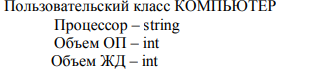 Пользовательский класс КОМПЬЮТЕР
Процессор – string
Объем ОП – int
Объем ЖД – int